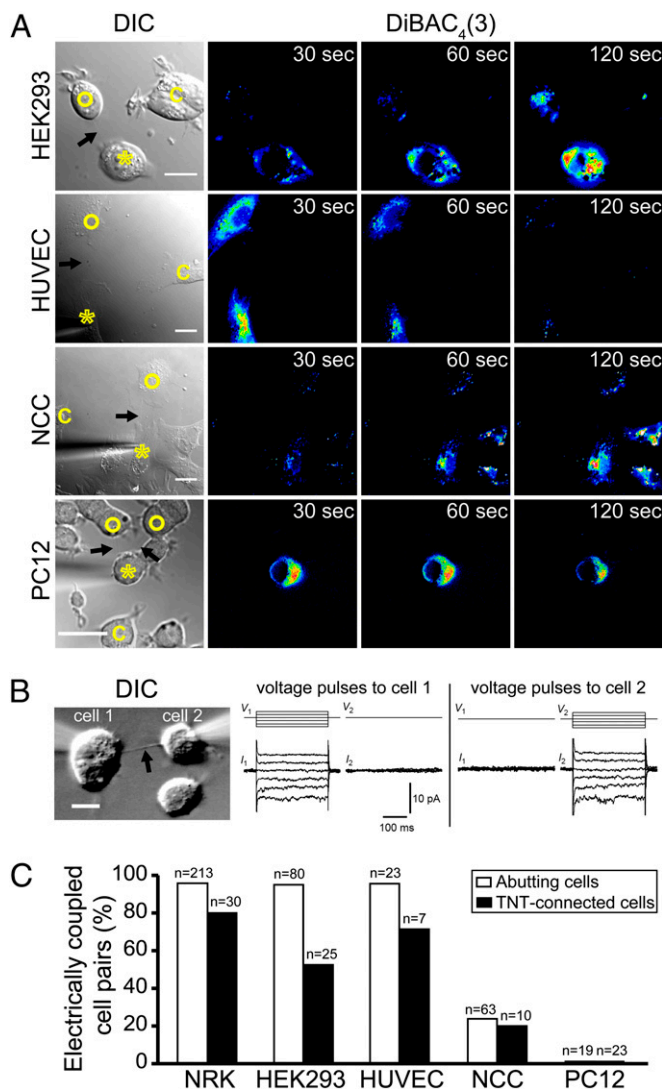 A
DIC
DiBAC4(3)
HEK293
O
C
*
30 sec
60 sec
120 sec
HUVEC
O
C
*
30 sec
60 sec
120 sec
NCC
O
C
*
30 sec
60 sec
120 sec
PC12
O
O
*
C
30 sec
60 sec
120 sec
B
DIC
cell 1 cell 2
voltage pulses to cell 1
V1
V2
I1
I2
10 pA
100 ms
voltage pulses to cell 2
V1
V2
I1
I2
C
Electrically coupled
cell pairs (%)
100
80
60
40
20
0
n=213
n=30
n=80
n=25
n=23
n=7
n=63
n=10
n=19 n=23
Abutting cells
TNT-connected cells
NRK HEK293 HUVEC NCC PC12